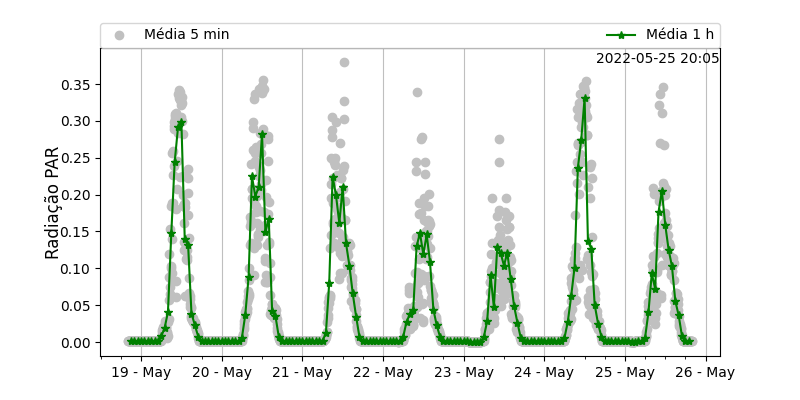 Média 5 min
Média 1 h
2022-05-25 20:05
Radiação PAR
0.35
0.30
0.25
0.20
0.15
0.10
0.05
0.00
19 - May
20 - May
21 - May
22 - May
23 - May
24 - May
25 - May
26 - May